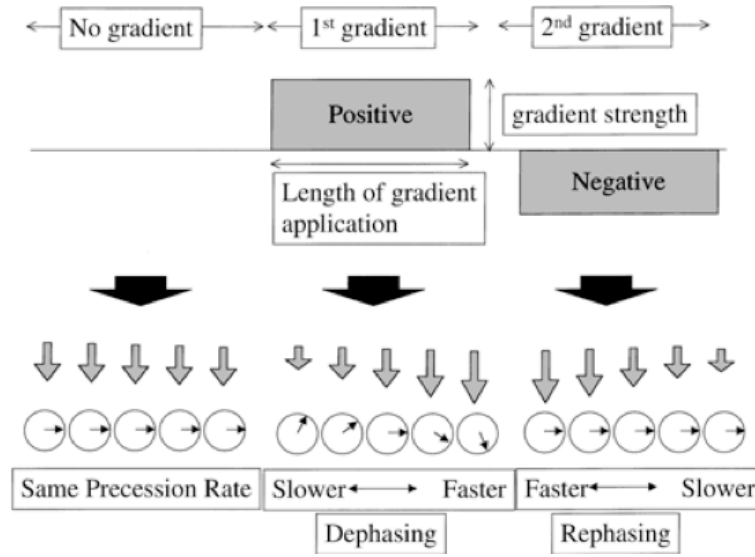 No gradient
1st gradient
2nd gradient
Positive
gradient strength
Length of gradient
application
Negative
Same Precession Rate
Slower
Faster
Faster
Slower
Dephasing
Rephasing